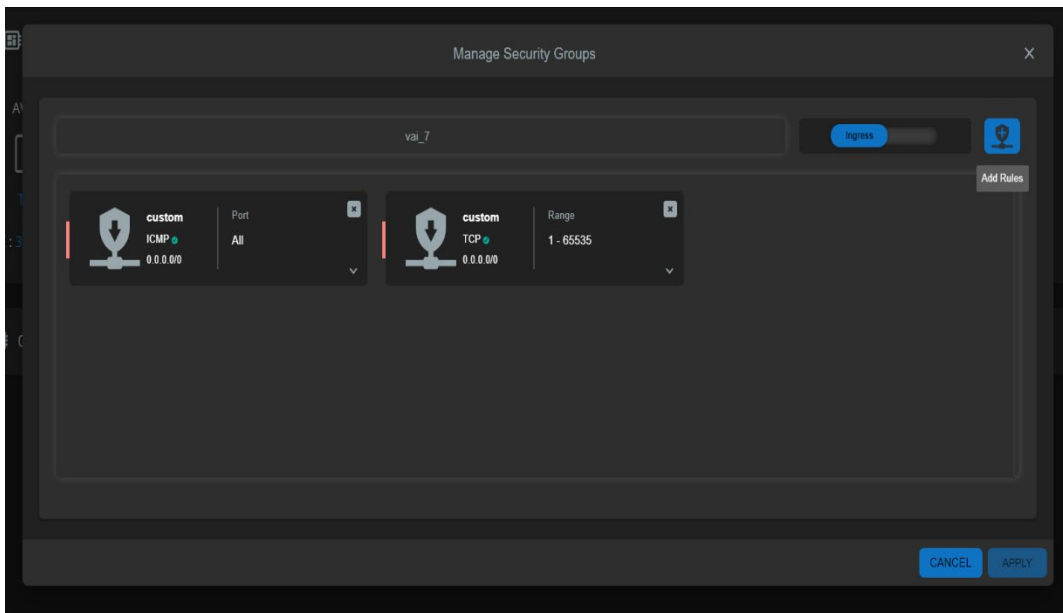 Manage Security Groups
vai_7
Ingress
Add Rules
custom
ICMP
0.0.0.0/0
Port
All
custom
TCP
0.0.0.0/0
Range
1 - 65535
CANCEL
APPLY